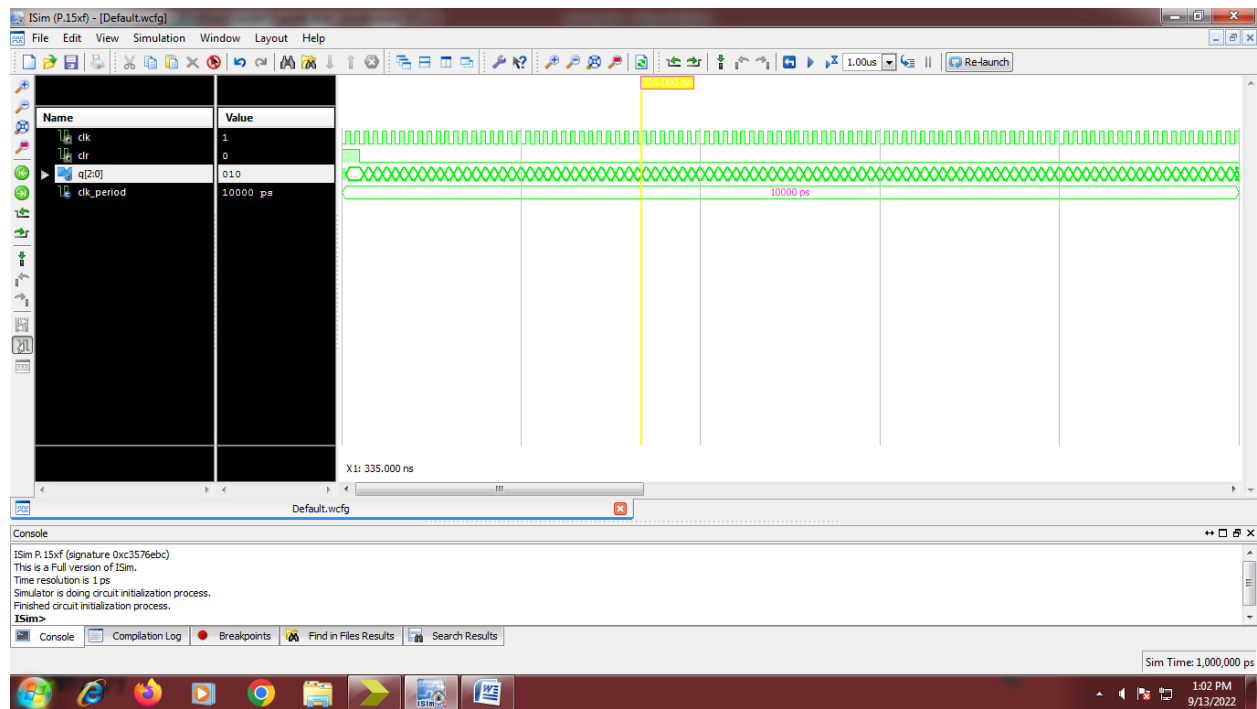 ISim (P.15xf) - [Default.wcfg]
File Edit View Simulation Window Layout Help
1.00us Re-launch
335.000 ns
Name Value
clk 1
clr 0
q[2:0] 010
clk_period 10000 ps 10000 ps
X1: 335.000 ns
Default.wcfg
Console
ISim P.15xf (signature 0xc3576ebc)
This is a Full version of ISim.
Time resolution is 1 ps
Simulator is doing circuit initialization process.
Finished circuit initialization process.
ISim>
Console Compilation Log Breakpoints Find in Files Results Search Results
Sim Time: 1,000,000 ps
ISim
1:02 PM
9/13/2022